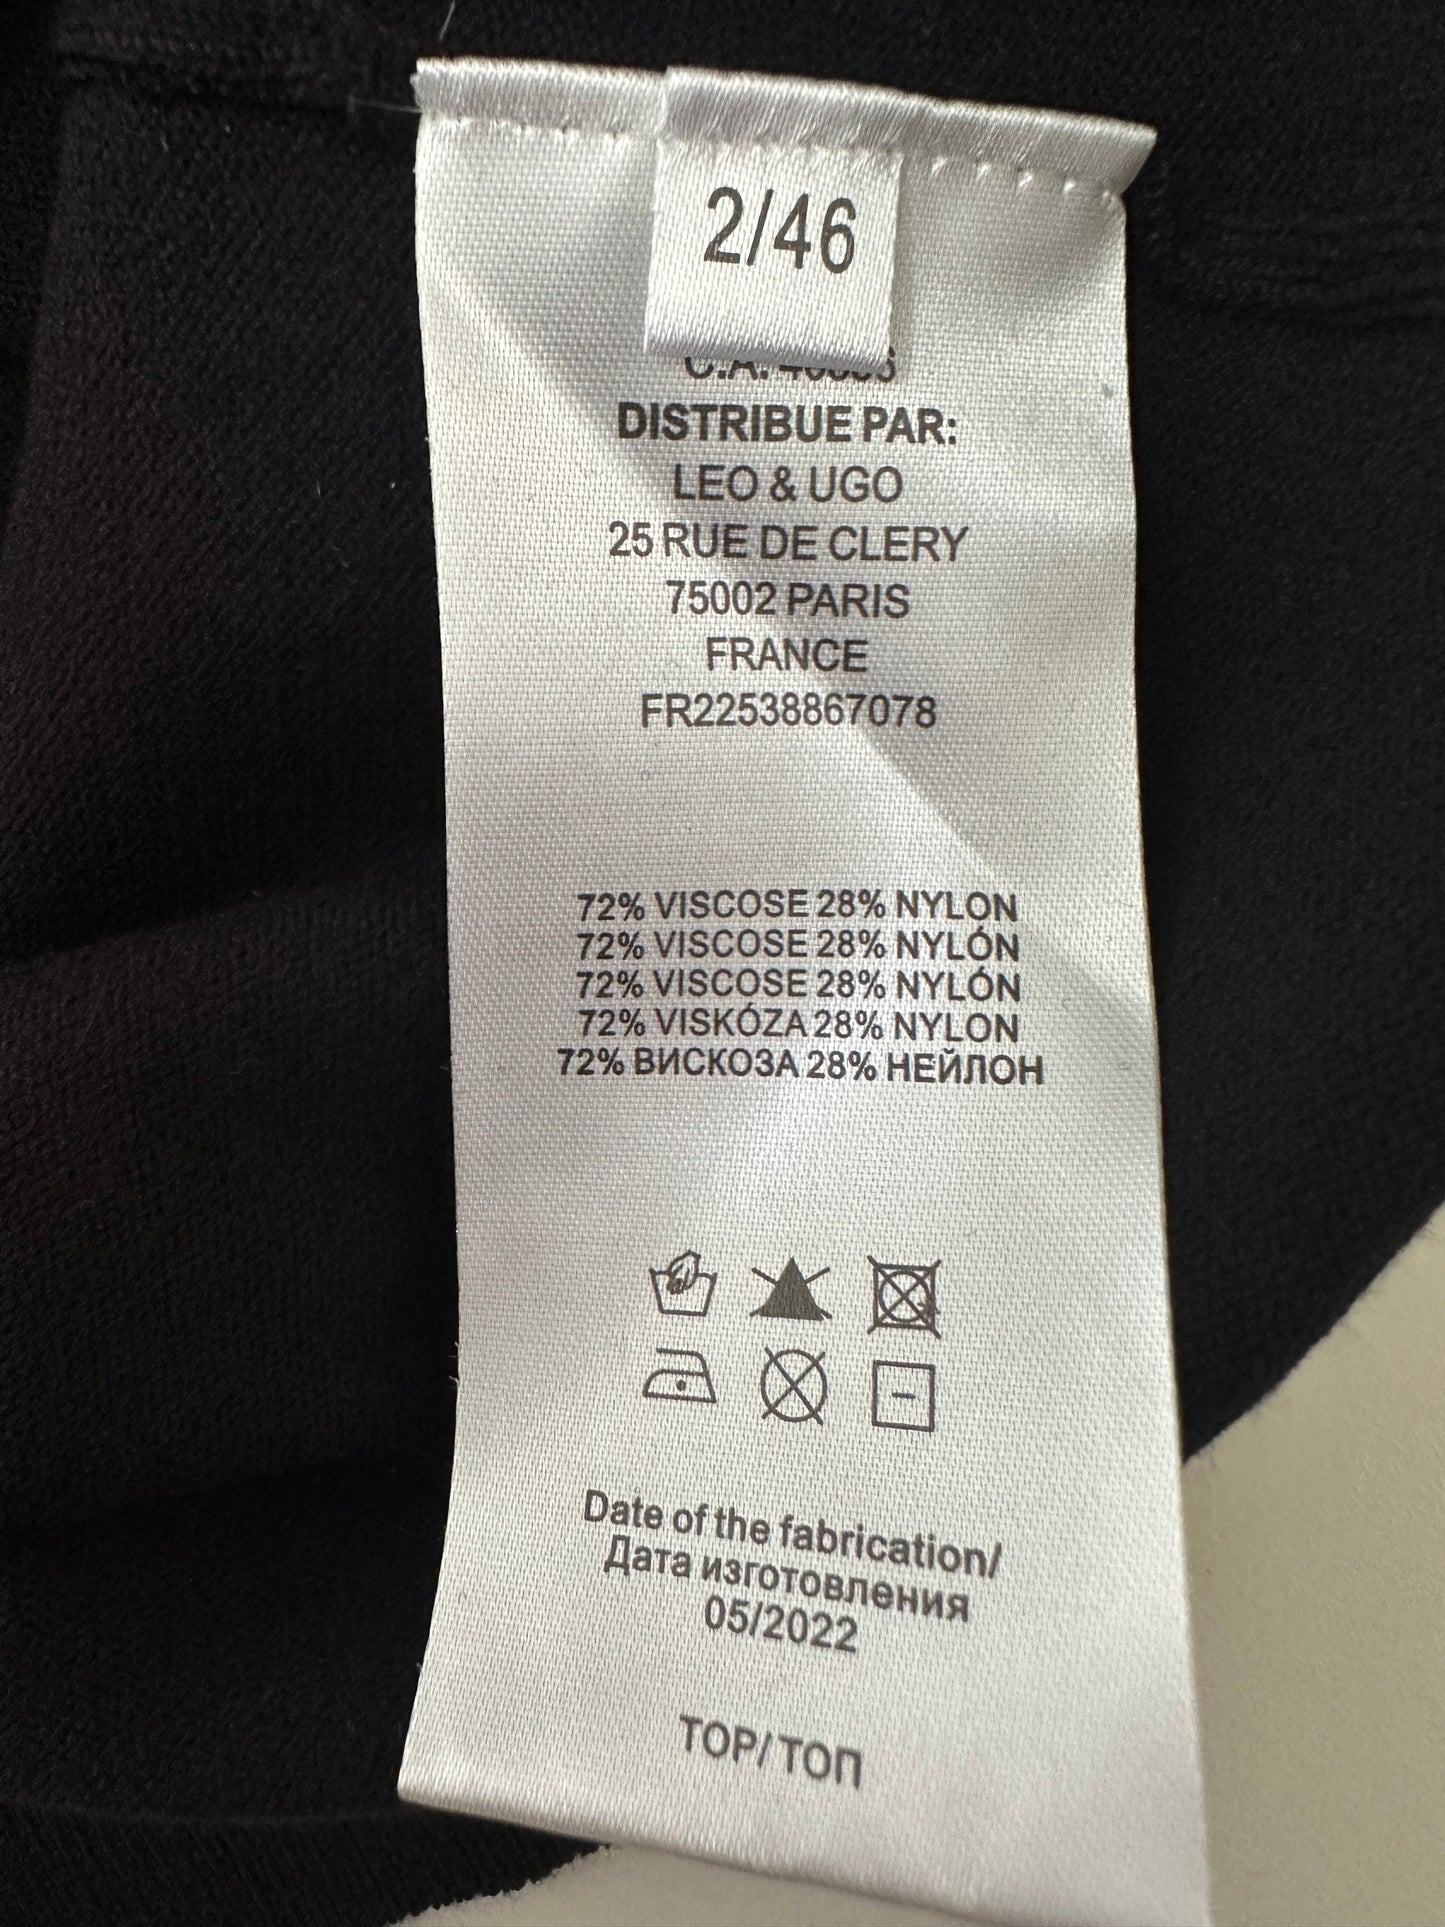 2/46
C.A.
DISTRIBUE PAR:
LEO & UGO
25 RUE DE CLERY
75002 PARIS
FRANCE
FR22538867078
72% VISCOSE 28% NYLON
72% VISCOSE 28% NYLÓN
72% VISCOSE 28% NYLÓN
72% VISKÓZA 28% NYLON
72% ВИСКОЗА 28% НЕЙЛОН
Date of the fabrication/
Дата изготовления
05/2022
TOP/ТОП